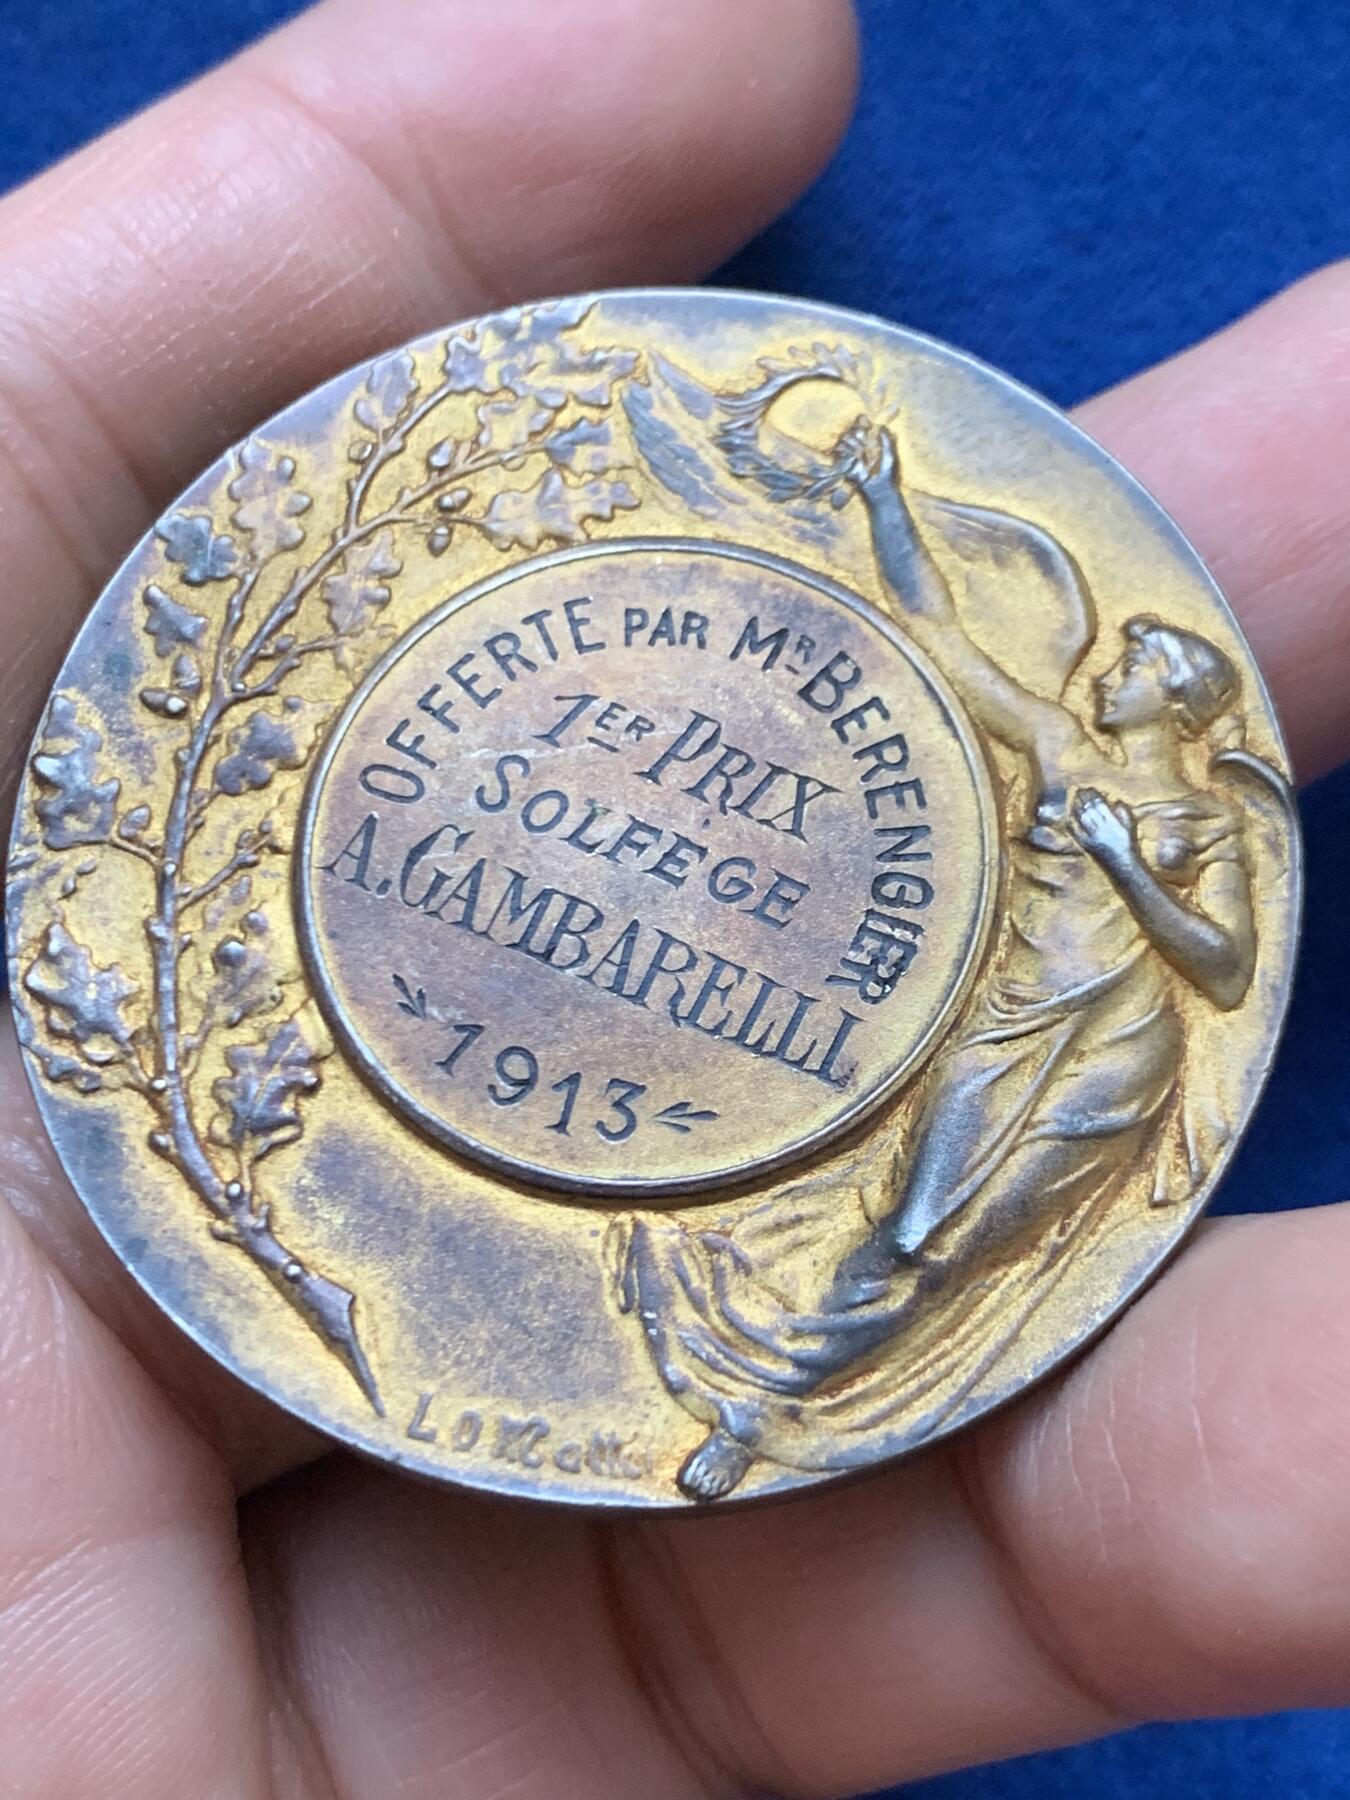 OFFERTE PAR MR BERENGIER
1ER PRIX
SOLFEGE
A. GAMBARELLI
1913